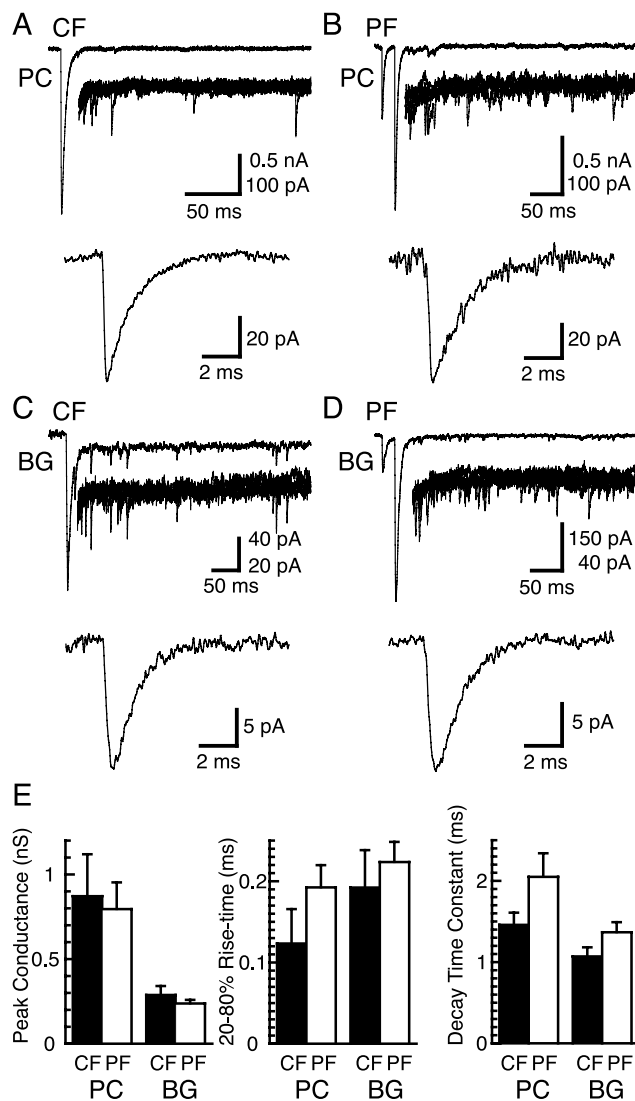 A
CF
PC
0.5 nA
100 pA
50 ms
20 pA
2 ms
B
PF
PC
0.5 nA
100 pA
50 ms
20 pA
2 ms
C
CF
BG
40 pA
20 pA
50 ms
5 pA
2 ms
D
PF
BG
150 pA
40 pA
50 ms
5 pA
2 ms
E
Peak Conductance (nS)
1
0.5
0
CF PF CF PF
PC BG
20-80% Rise-time (ms)
0.2
0.1
0
CF PF CF PF
PC BG
Decay Time Constant (ms)
2
1
0
CF PF CF PF
PC BG